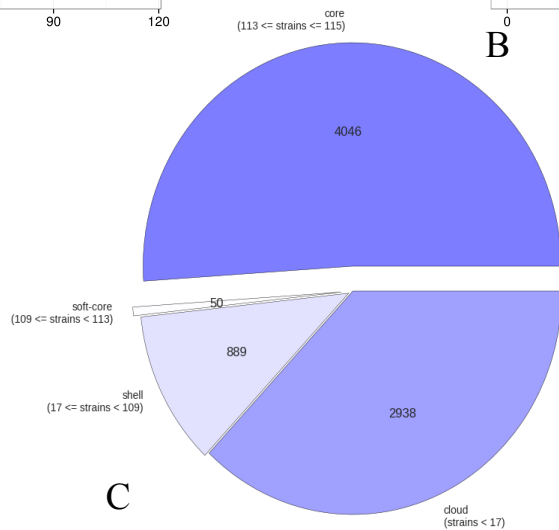 90
120
0
core
(113 <= strains <= 115)
B
4046
soft-core
(109 <= strains < 113)
50
889
shell
(17 <= strains < 109)
2938
C
cloud
(strains < 17)